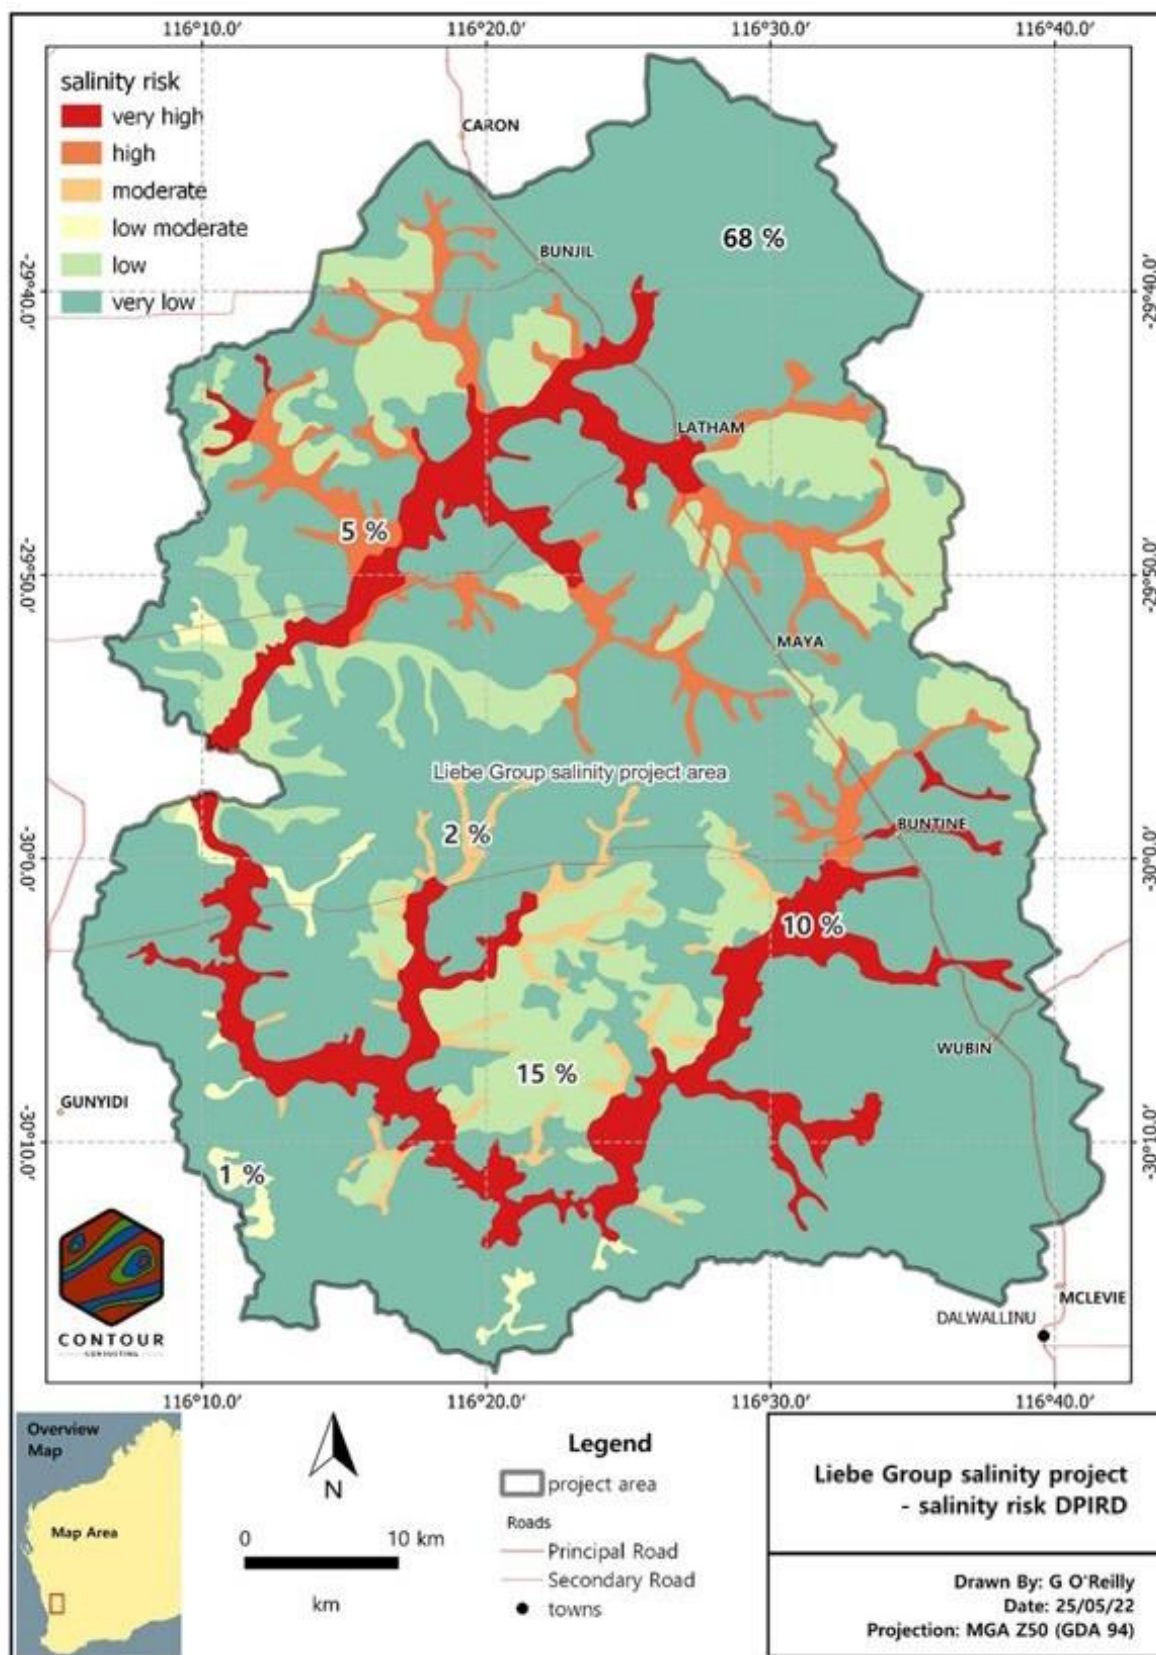 116°10.0′ 116°20.0′ 116°30.0′ 116°40.0′
salinity risk
very high
high
moderate
low moderate
low
very low
CARON
BUNJIL
68 %
-29°40.0′ -29°40.0′
LATHAM
5 %
-29°50.0′ -29°50.0′
MAYA
Liebe Group salinity project area
2 %
BUNTINE
-30°0.0′ -30°0.0′
10 %
WUBIN
15 %
GUNYIDI
-30°10.0′ -30°10.0′
1 %
CONTOUR
CONSULTING
MCLEVIE
DALWALLINU
116°10.0′ 116°20.0′ 116°30.0′ 116°40.0′
Overview
Map
Map Area
N
0 10 km
km
Legend
project area
Roads
Principal Road
Secondary Road
towns
Liebe Group salinity project
- salinity risk DPIRD
Drawn By: G O'Reilly
Date: 25/05/22
Projection: MGA Z50 (GDA 94)